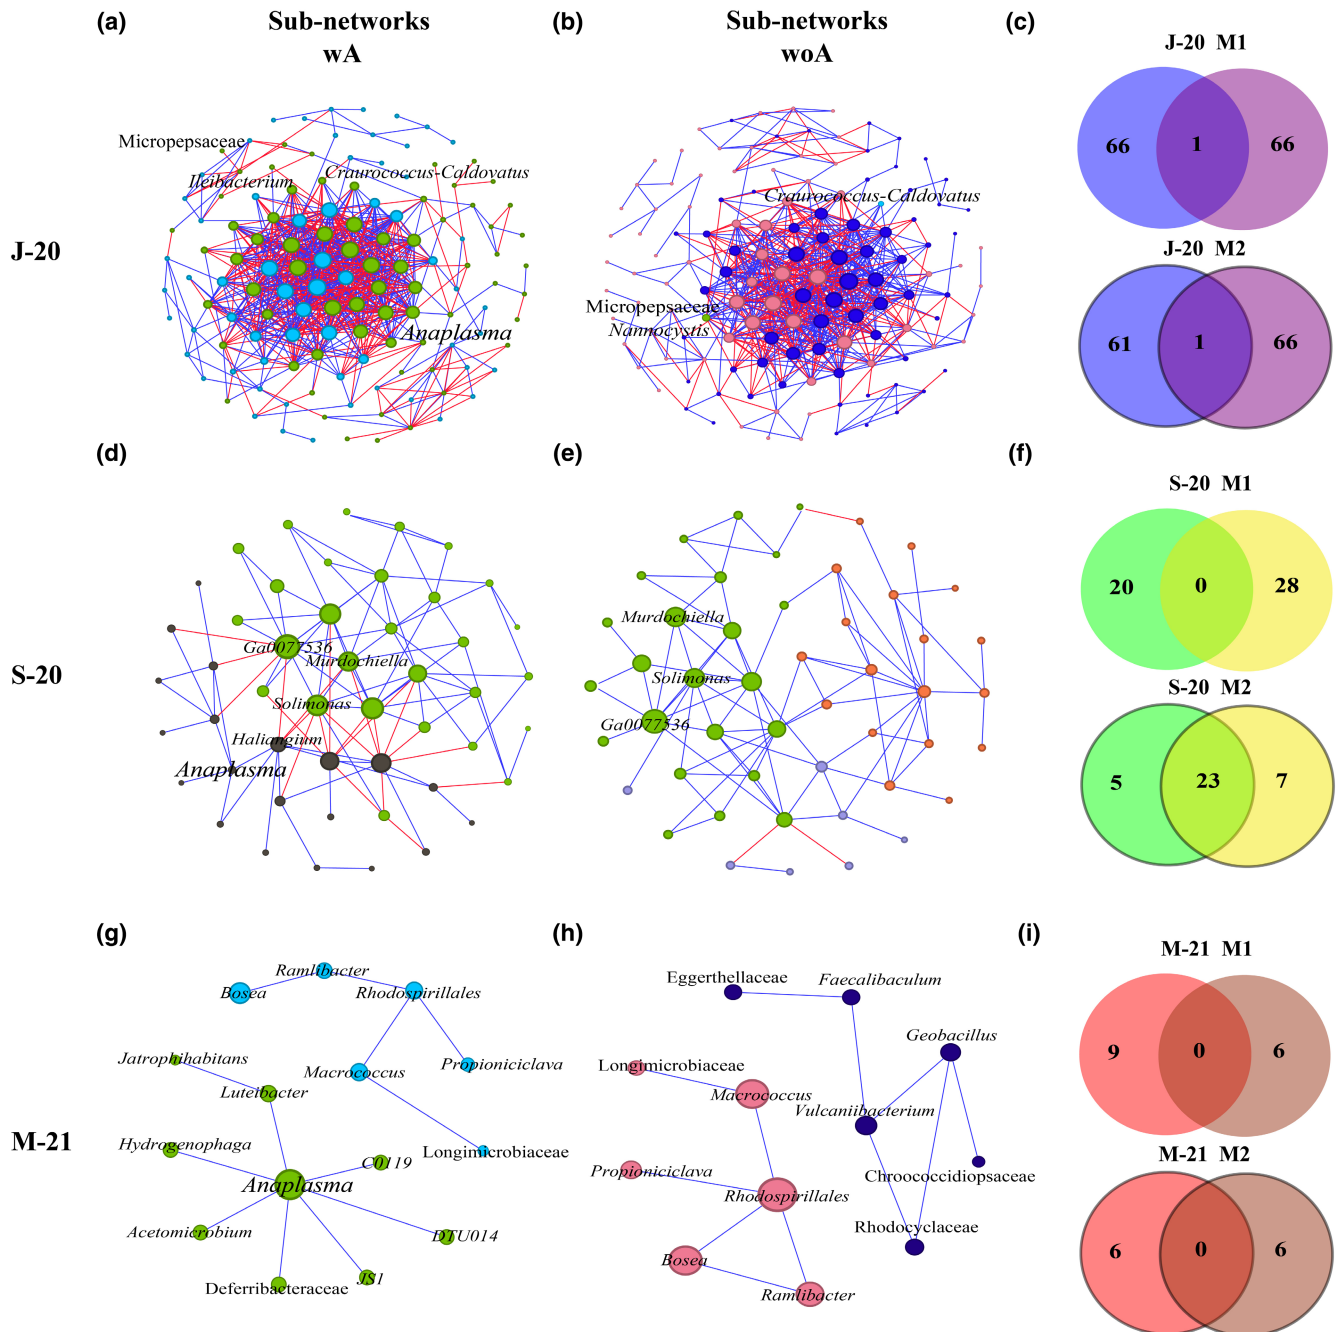 (a)
Sub-networks
wA
(b)
Sub-networks
woA
(c)
J-20 M1
66
1
66
J-20
Micropepsaceae
Ileibacterium
Craurococcus-Caldovatus
Anaplasma
Craurococcus-Caldovatus
Micropepsaceae
Nannocystis
J-20 M2
61
1
66
(d)
(e)
(f)
S-20 M1
20
0
28
S-20
Ga0077536
Murdochiella
Solimonas
Haliangium
Anaplasma
Murdochiella
Solimonas
Ga0077536
S-20 M2
5
23
7
(g)
(h)
(i)
M-21 M1
9
0
6
M-21
Ramlibacter
Bosea
Rhodospirillales
Jatrophihabitans
Macrococcus
Propioniciclava
Luteibacter
Hydrogenophaga
C0119
Longimicrobiaceae
Anaplasma
Acetomicrobium
DTU014
Deferribacteraceae
JS1
Eggerthellaceae
Faecalibaculum
Geobacillus
Longimicrobiaceae
Macrococcus
Vulcaniibacterium
Propioniciclava
Rhodospirillales
Chroococcidiopsaceae
Rhodocyclaceae
Bosea
Ramlibacter
M-21 M2
6
0
6